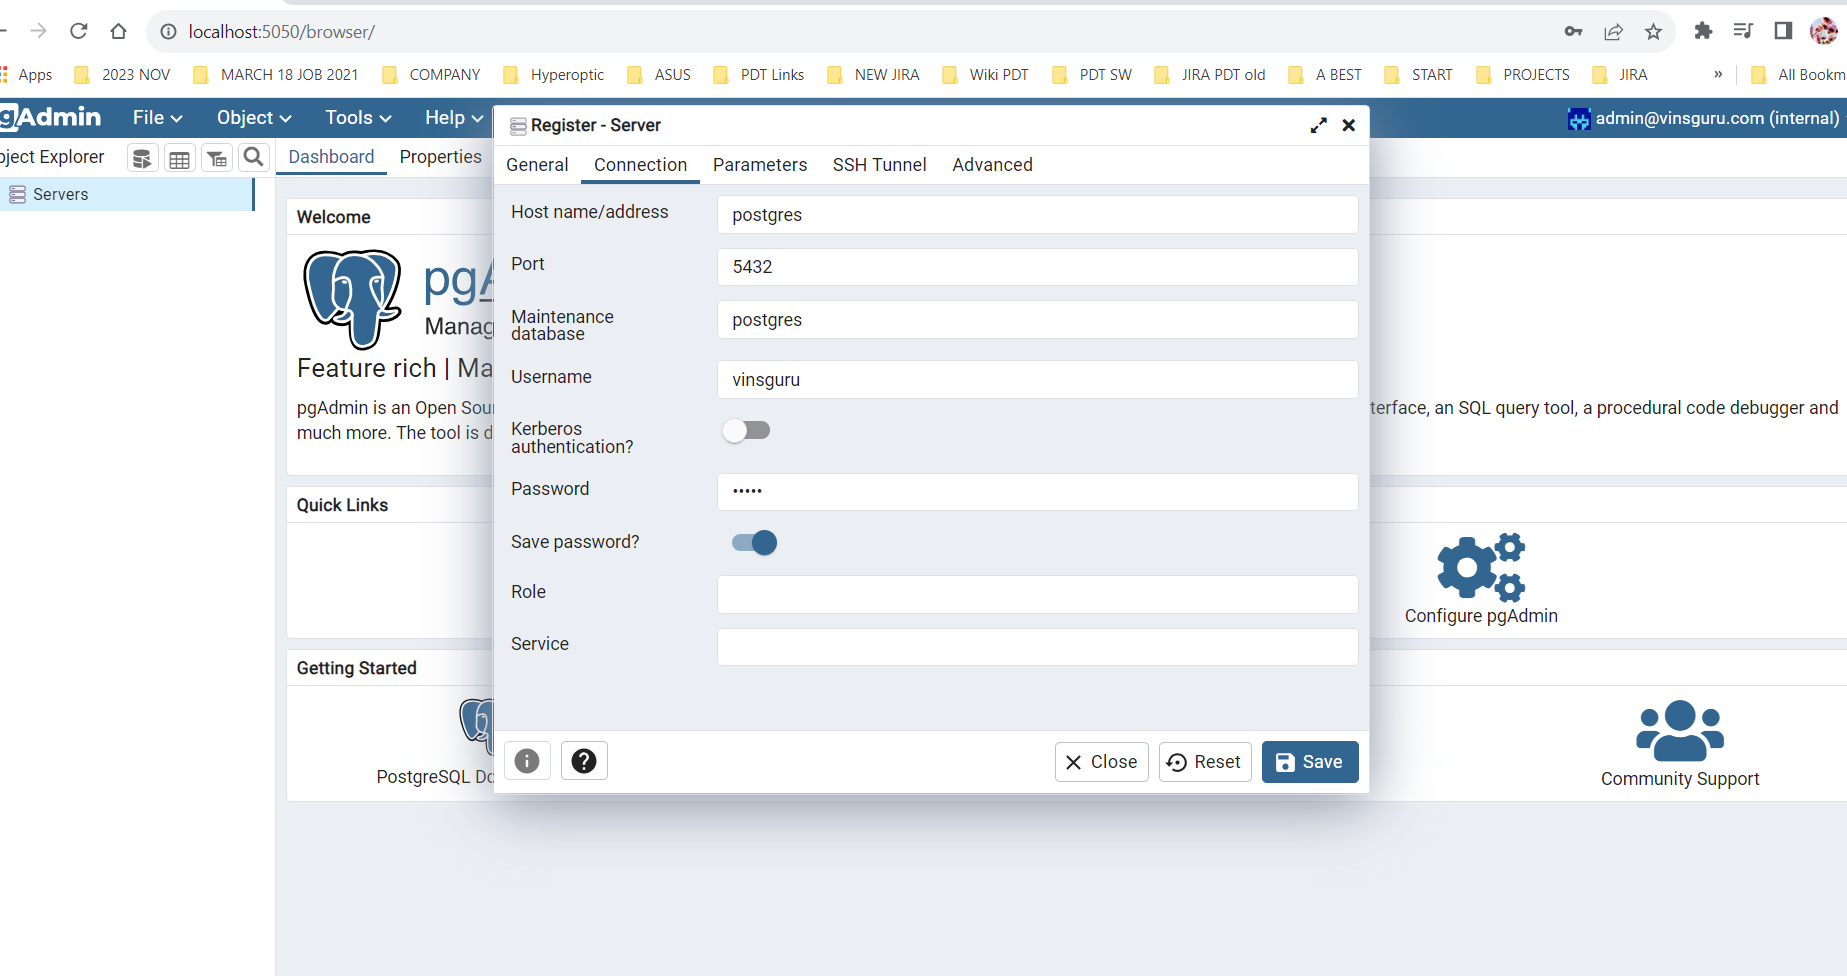 localhost:5050/browser/
Apps 2023 NOV MARCH 18 JOB 2021 COMPANY Hyperoptic ASUS PDT Links NEW JIRA Wiki PDT PDT SW JIRA PDT old A BEST START PROJECTS JIRA » All Bookm
gAdmin File Object Tools Help
Register - Server
admin@vinsguru.com (internal)
bject Explorer
Dashboard Properties
General Connection Parameters SSH Tunnel Advanced
Servers
Welcome
Host name/address postgres
Port 5432
Maintenance
database
postgres
Username vinsguru
Kerberos
authentication?
Password •••••
Save password?
Role
Service
Close Reset Save
pgA
Manag
Feature rich | Ma
pgAdmin is an Open Sour
terface, an SQL query tool, a procedural code debugger and
much more. The tool is d
Quick Links
Configure pgAdmin
Getting Started
PostgreSQL Do
Community Support